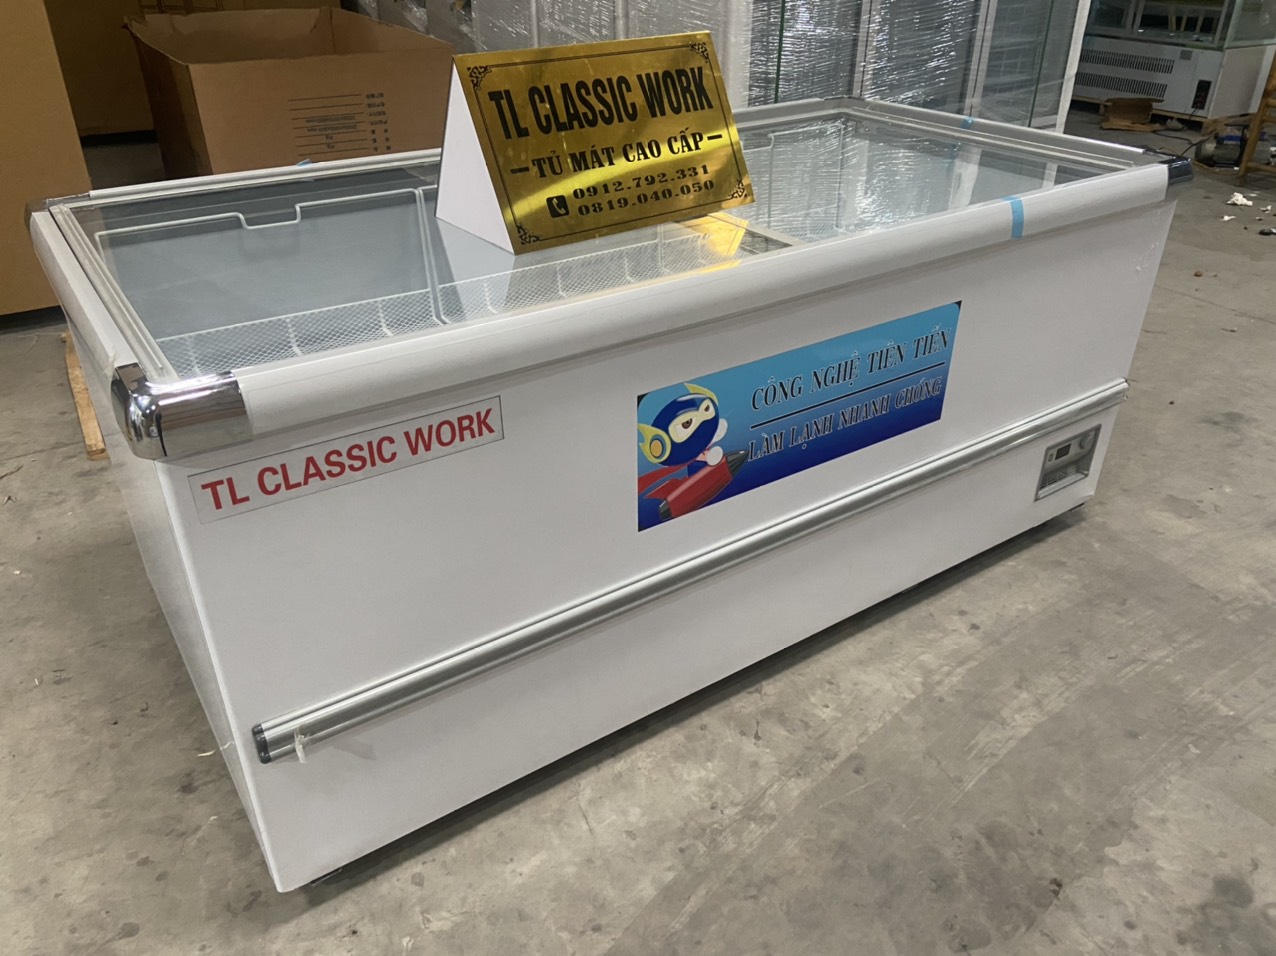 TL CLASSIC WORK
TỦ MÁT CAO CẤP
0912.792.331
0819.040.050
CÔNG NGHỆ TIÊN TIẾN
LÀM LẠNH NHANH CHÓNG
TL CLASSIC WORK